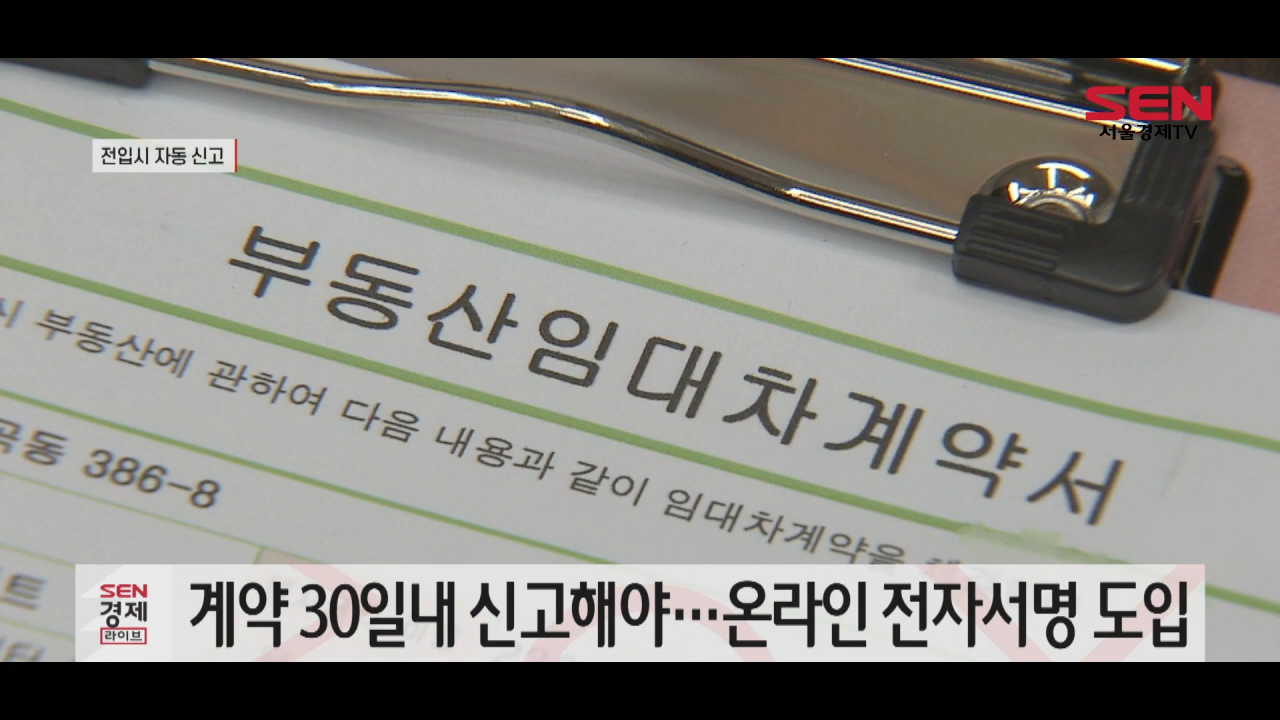 SEN
서울경제TV
전입시 자동 신고
부동산임대차계약서
부동산에 관하여 다음 내용과 같이 임대차계약을
386-8
SEN
경제
라이브
계약 30일내 신고해야…온라인 전자서명 도입